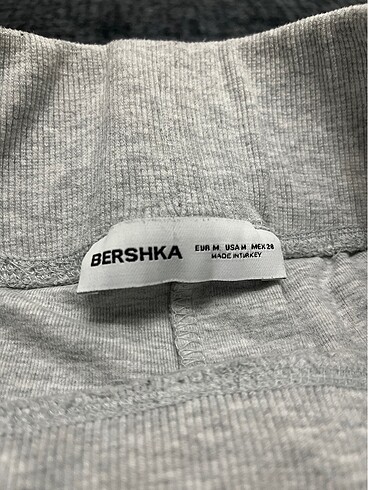 BERSHKA
EUR M USA M MEX 28
MADE IN TURKEY